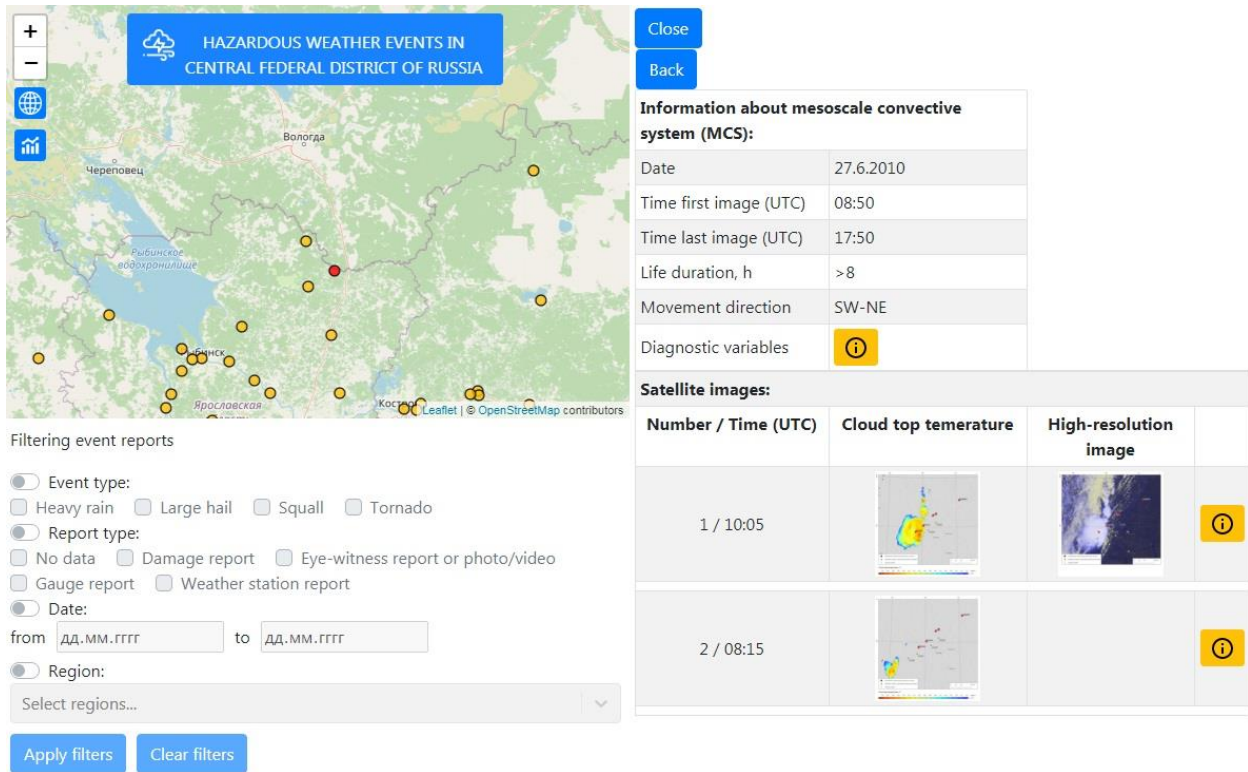 +
HAZARDOUS WEATHER EVENTS IN
CENTRAL FEDERAL DISTRICT OF RUSSIA
−
Вологда
Череповец
Рыбинское
водохранилище
Ярославская
Leaflet | © OpenStreetMap contributors
Filtering event reports
Event type:
Heavy rain Large hail Squall Tornado
Report type:
No data Damage report Eye-witness report or photo/video
Gauge report Weather station report
Date:
from дд.мм.гггг to дд.мм.гггг
Region:
Select regions...
Apply filters Clear filters
Close
Back
Information about mesoscale convective
system (MCS):
Date 27.6.2010
Time first image (UTC) 08:50
Time last image (UTC) 17:50
Life duration, h >8
Movement direction SW-NE
Diagnostic variables
Satellite images:
Number / Time (UTC) Cloud top temerature High-resolution
image
1 / 10:05
2 / 08:15